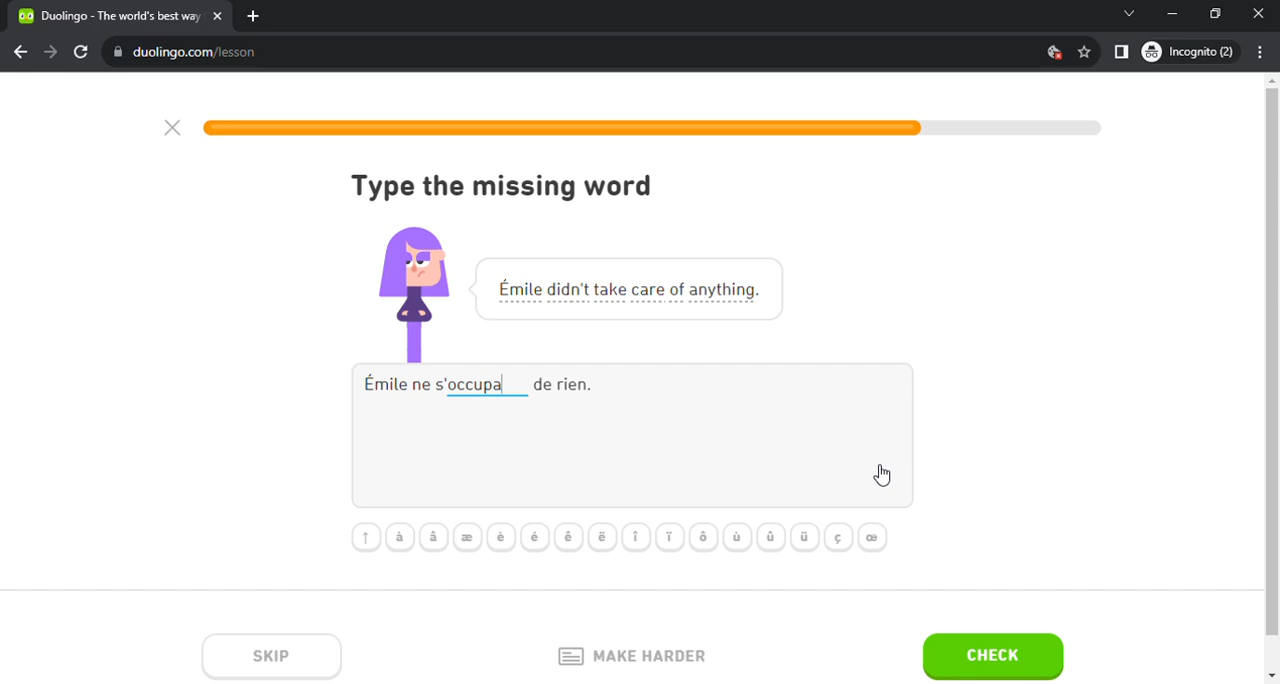 Duolingo - The world's best way
duolingo.com/lesson
Incognito (2)
Type the missing word
Émile didn't take care of anything.
Émile ne s'occupa de rien.
↑ à â æ è é ê ë î ï ô ù û ü ç œ
SKIP
MAKE HARDER
CHECK